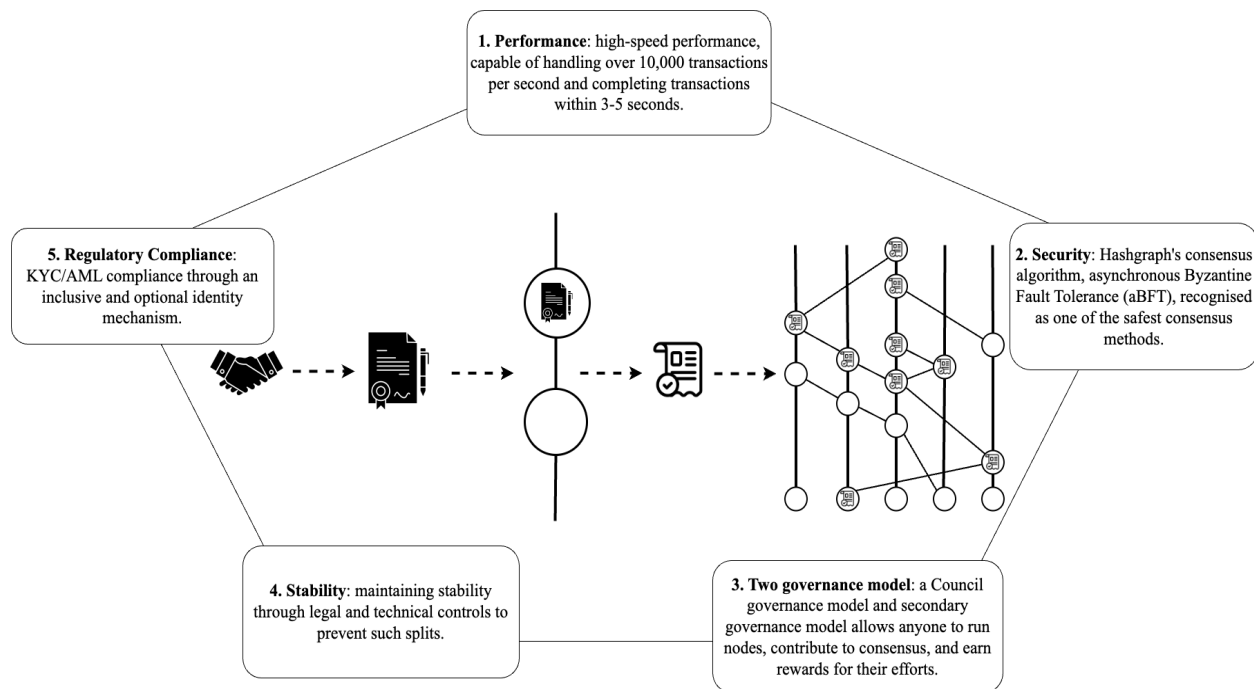 1. Performance: high-speed performance,
capable of handling over 10,000 transactions
per second and completing transactions
within 3-5 seconds.
5. Regulatory Compliance:
KYC/AML compliance through an
inclusive and optional identity
mechanism.
2. Security: Hashgraph's consensus
algorithm, asynchronous Byzantine
Fault Tolerance (aBFT), recognised
as one of the safest consensus
methods.
4. Stability: maintaining stability
through legal and technical controls to
prevent such splits.
3. Two governance model: a Council
governance model and secondary
governance model allows anyone to run
nodes, contribute to consensus, and earn
rewards for their efforts.